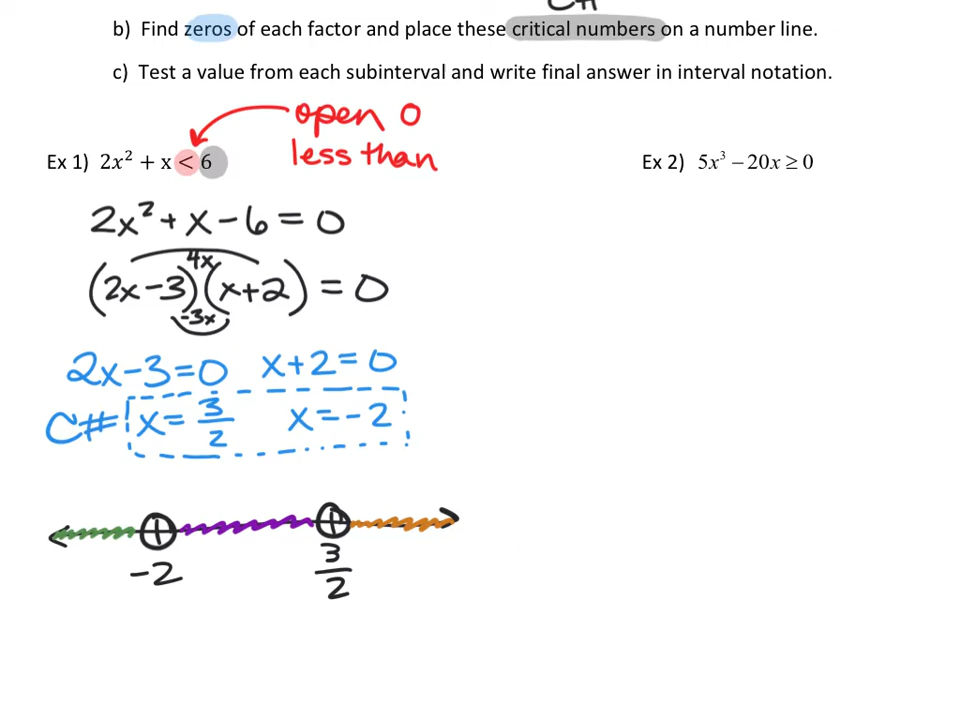 C#
b) Find zeros of each factor and place these critical numbers on a number line.
c) Test a value from each subinterval and write final answer in interval notation.
open 0
less than
Ex 1) 2x² + x < 6
Ex 2) 5x³ − 20x ≥ 0
2x² + x − 6 = 0
4x
(2x − 3)(x + 2) = 0
-3x
2x − 3 = 0 x + 2 = 0
C# x = 3/2 x = −2
−2 3/2